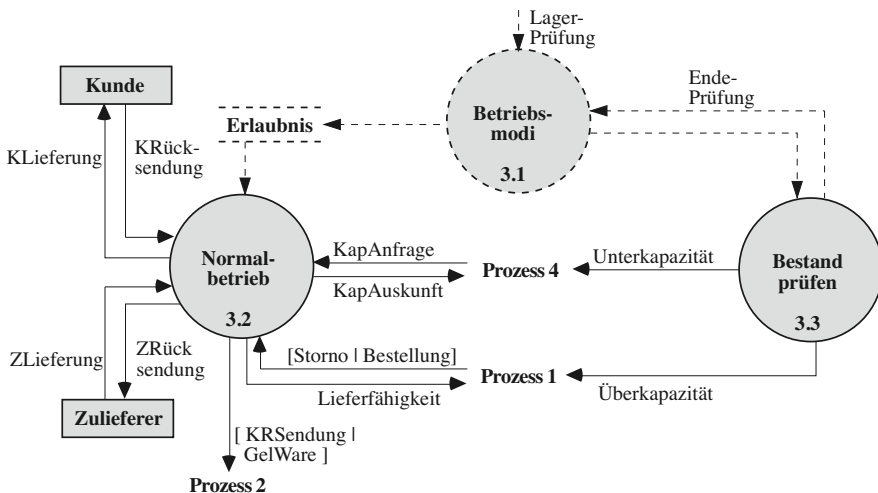 Lager-
Prüfung
Kunde
Ende-
Prüfung
Betriebs-
modi
3.1
Erlaubnis
KLieferung
KRück-
sendung
Normal-
betrieb
3.2
KapAnfrage
KapAuskunft
Prozess 4
Unterkapazität
Bestand
prüfen
3.3
ZLieferung
ZRück
sendung
[Storno | Bestellung]
Lieferfähigkeit
Prozess 1
Überkapazität
Zulieferer
[ KRSendung |
GelWare ]
Prozess 2